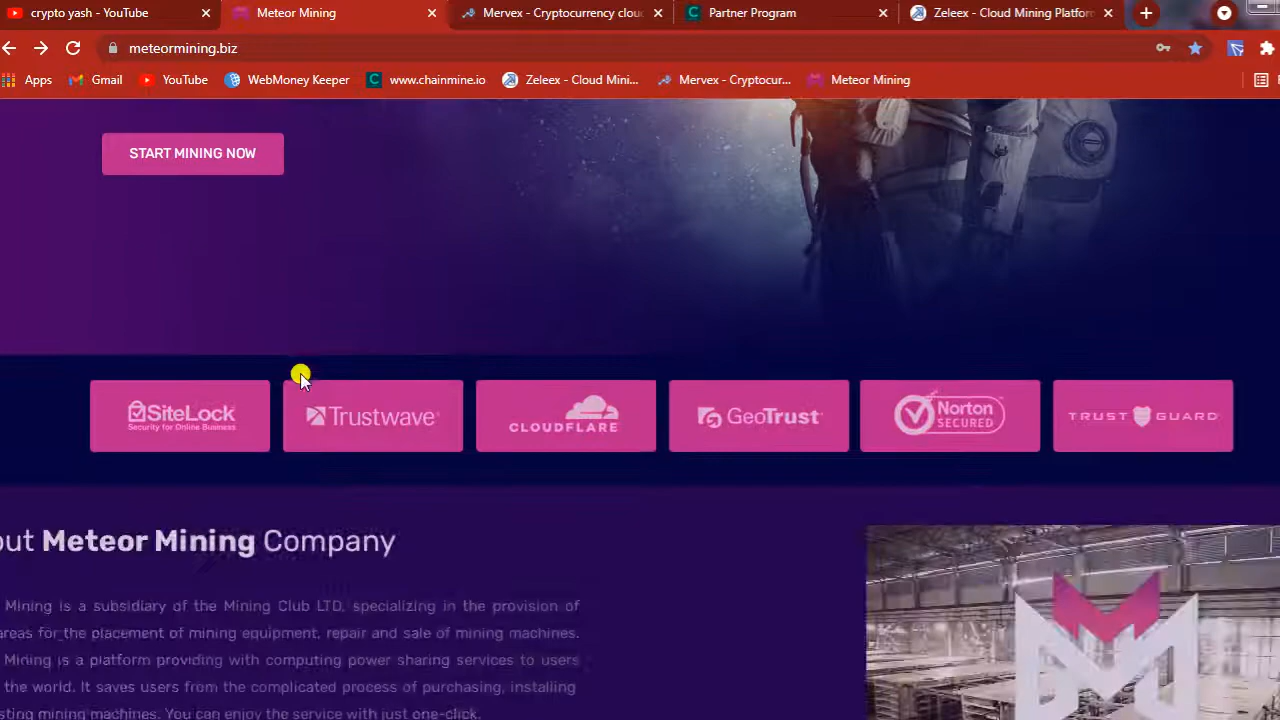 crypto yash - YouTube
Meteor Mining
Mervex - Cryptocurrency clou
Partner Program
Zeleex - Cloud Mining Platform
meteormining.biz
Apps
Gmail
YouTube
WebMoney Keeper
www.chainmine.io
Zeleex - Cloud Mini...
Mervex - Cryptocur...
Meteor Mining
START MINING NOW
SiteLock
Security for Online Business
Trustwave
CLOUDFLARE
GeoTrust
Norton
SECURED
TRUST GUARD
out Meteor Mining Company
Mining is a subsidiary of the Mining Club LTD, specializing in the provision of
areas for the placement of mining equipment, repair and sale of mining machines.
Mining is a platform providing with computing power sharing services to users
the world. It saves users from the complicated process of purchasing, installing
sting mining machines. You can enjoy the service with just one-click.